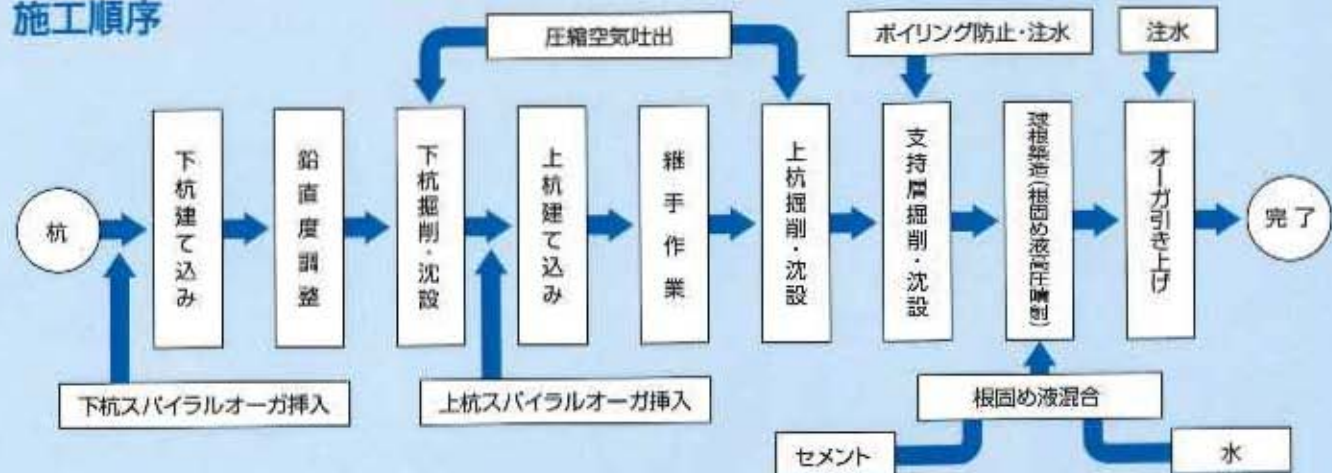 施工順序
圧縮空気吐出
ボイリング防止・注水
注水
杭
下杭建て込み
鉛直度調整
下杭掘削・沈設
上杭建て込み
継手作業
上杭掘削・沈設
支持層掘削・沈設
球根築造(根固め液高圧噴射)
オーガ引き上げ
完了
下杭スパイラルオーガ挿入
上杭スパイラルオーガ挿入
根固め液混合
セメント
水